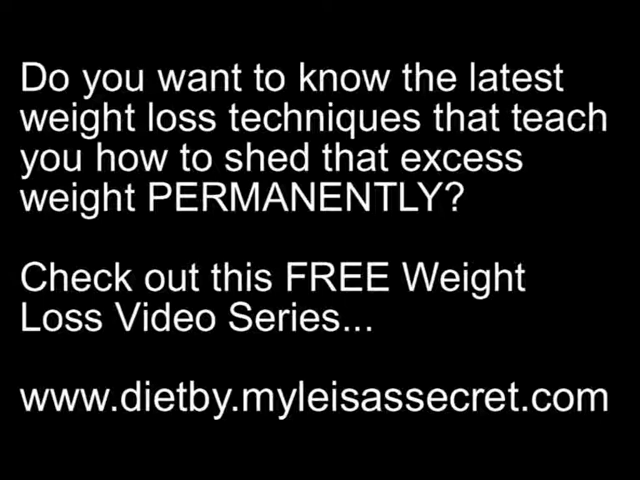 Do you want to know the latest
weight loss techniques that teach
you how to shed that excess
weight PERMANENTLY?
Check out this FREE Weight
Loss Video Series...
www.dietby.myleisassecret.com